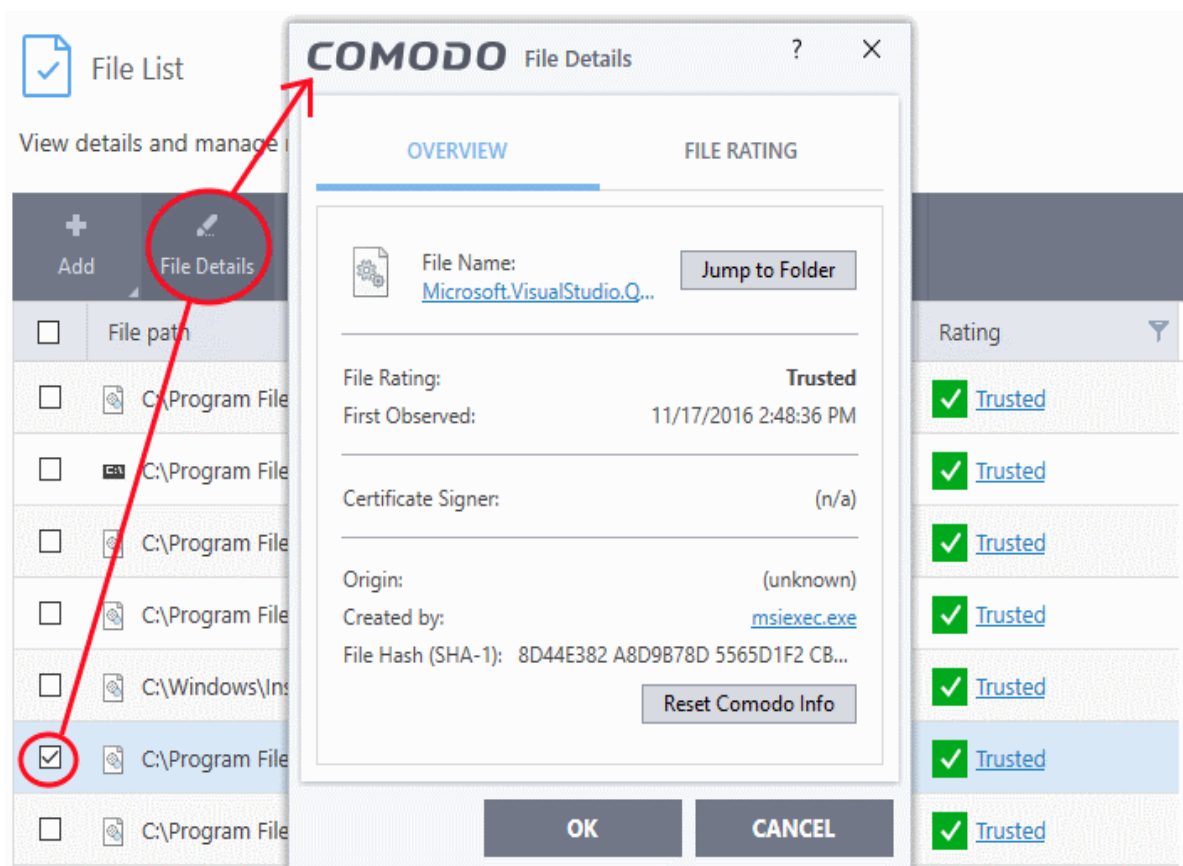 File List
View details and manage
Add
File Details
File path
Rating
C:\Program File
Trusted
C:\Program File
Trusted
C:\Program File
Trusted
C:\Program File
Trusted
C:\Windows\Ins
Trusted
C:\Program File
Trusted
C:\Program File
Trusted
COMODO File Details ?
OVERVIEW FILE RATING
File Name:
Microsoft.VisualStudio.Q...
Jump to Folder
File Rating: Trusted
First Observed: 11/17/2016 2:48:36 PM
Certificate Signer: (n/a)
Origin: (unknown)
Created by: msiexec.exe
File Hash (SHA-1): 8D44E382 A8D9B78D 5565D1F2 CB...
Reset Comodo Info
OK CANCEL